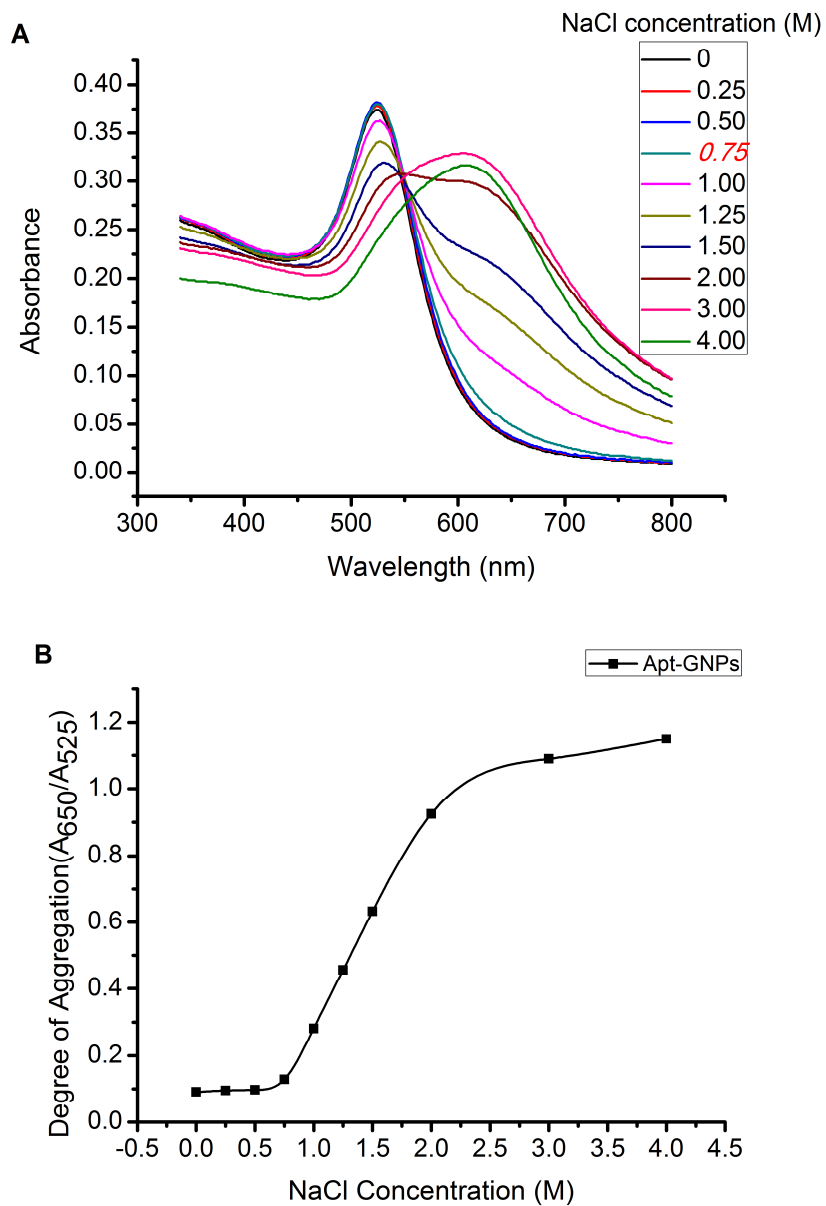 A
NaCl concentration (M)
0
0.25
0.50
0.75
1.00
1.25
1.50
2.00
3.00
4.00
0.40
0.35
0.30
0.25
0.20
0.15
0.10
0.05
0.00
Absorbance
300 400 500 600 700 800
Wavelength (nm)
B
Apt-GNPs
1.2
1.0
0.8
0.6
0.4
0.2
0.0
Degree of Aggregation(A650/A525)
-0.5 0.0 0.5 1.0 1.5 2.0 2.5 3.0 3.5 4.0 4.5
NaCl Concentration (M)